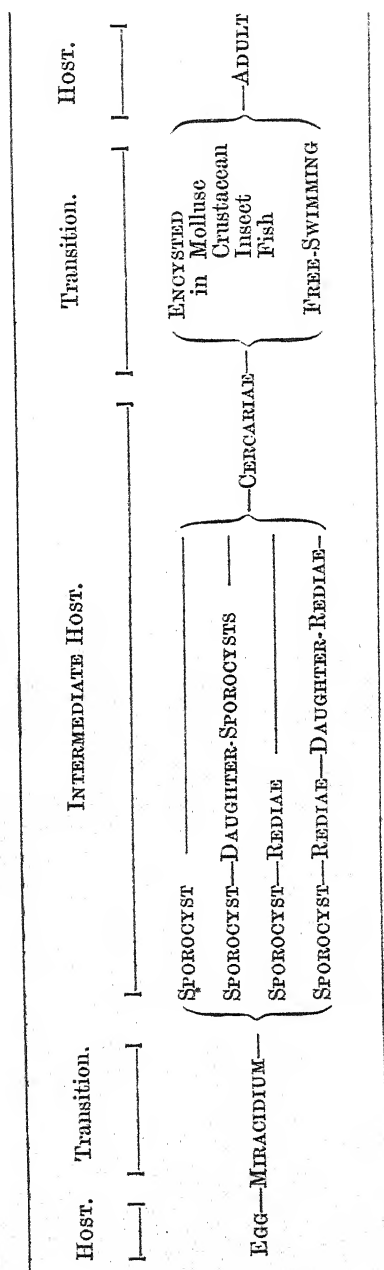 Host. Transition. INTERMEDIATE HOST. Transition. Host.
SPOROCYST
ENCYSTED
in Molluse
SPOROCYST—DAUGHTER-SPOROCYSTS
Crustacean
EGG—MIRACIDIUM— —CERCARIAE— Insect —ADULT
SPOROCYST—REDIAE
Fish
SPOROCYST—REDIAE—DAUGHTER-REDIAE—
FREE-SWIMMING